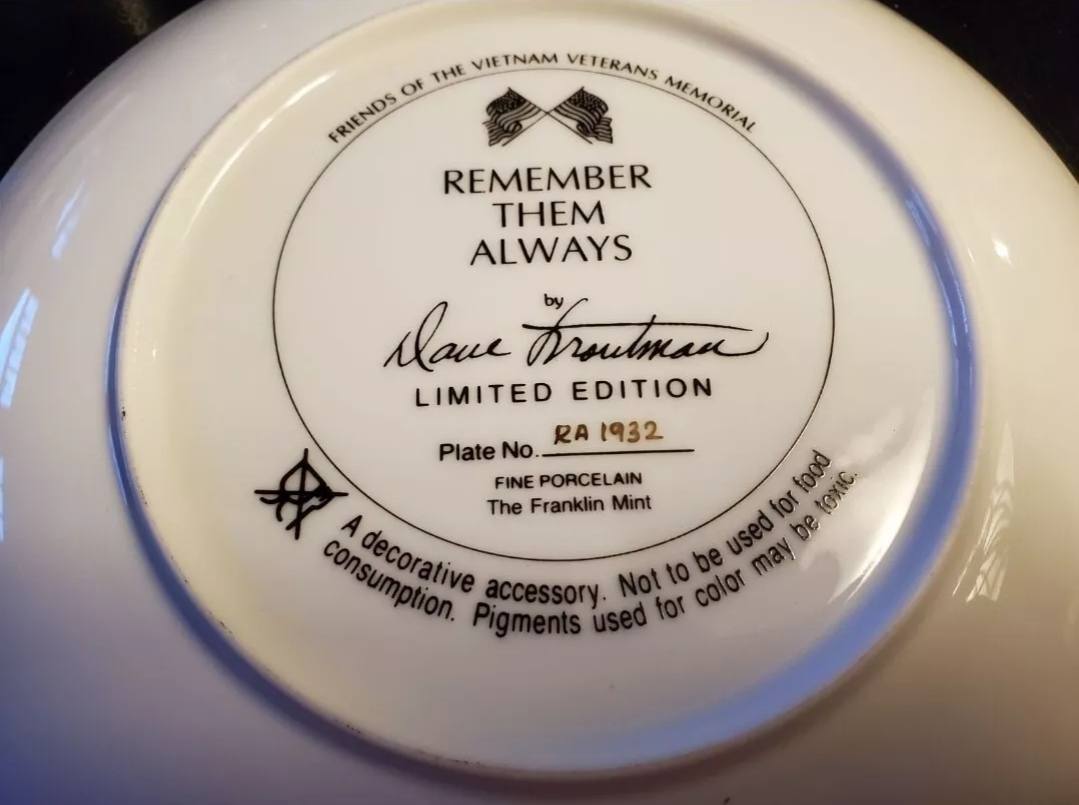 FRIENDS OF THE VIETNAM VETERANS MEMORIAL
REMEMBER
THEM
ALWAYS
by
Dave Troutman
LIMITED EDITION
Plate No. RA 1932
FINE PORCELAIN
The Franklin Mint
A decorative accessory. Not to be used for food
consumption. Pigments used for color may be toxic.